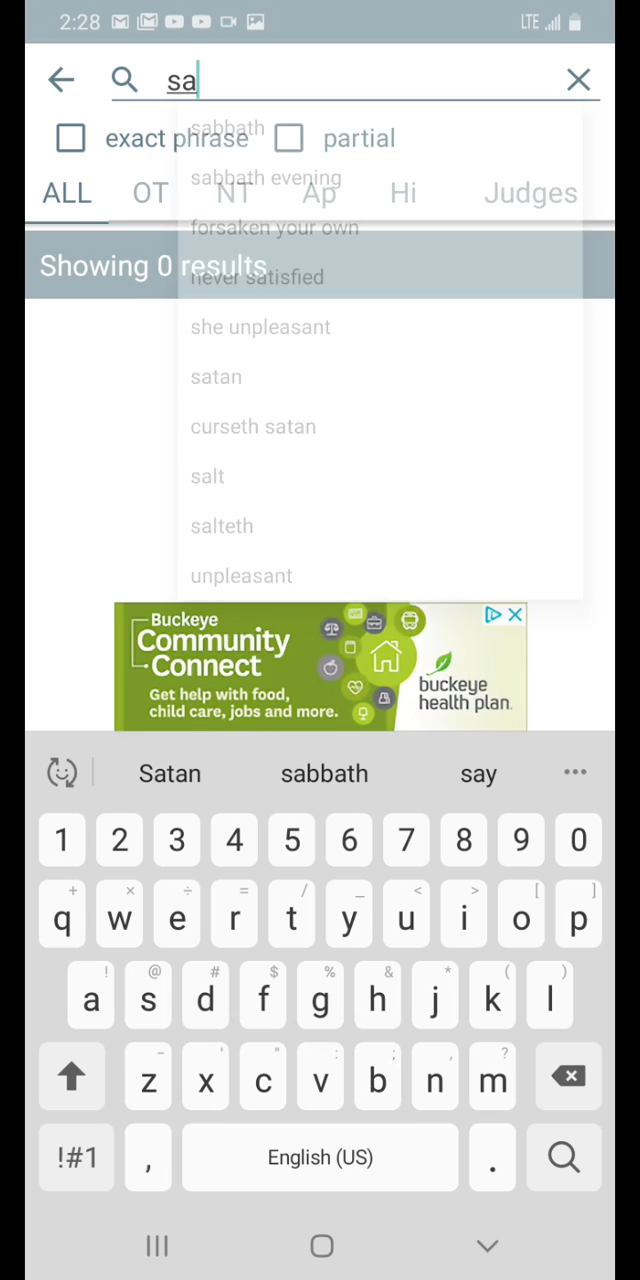 2:28 LTE
sa
exact phrase partial
sabbath
ALL OT NT Ap Hi Judges
sabbath evening
forsaken your own
Showing 0 results
never satisfied
she unpleasant
satan
curseth satan
salt
salteth
unpleasant
Buckeye
Community
Connect
Get help with food,
child care, jobs and more.
buckeye
health plan.
Satan sabbath say ...
1 2 3 4 5 6 7 8 9 0
+ × ÷ = / _ < > [ ]
q w e r t y u i o p
! @ # $ % & * ( )
a s d f g h j k l
- ' " : ; , ?
z x c v b n m
!#1 , English (US) .